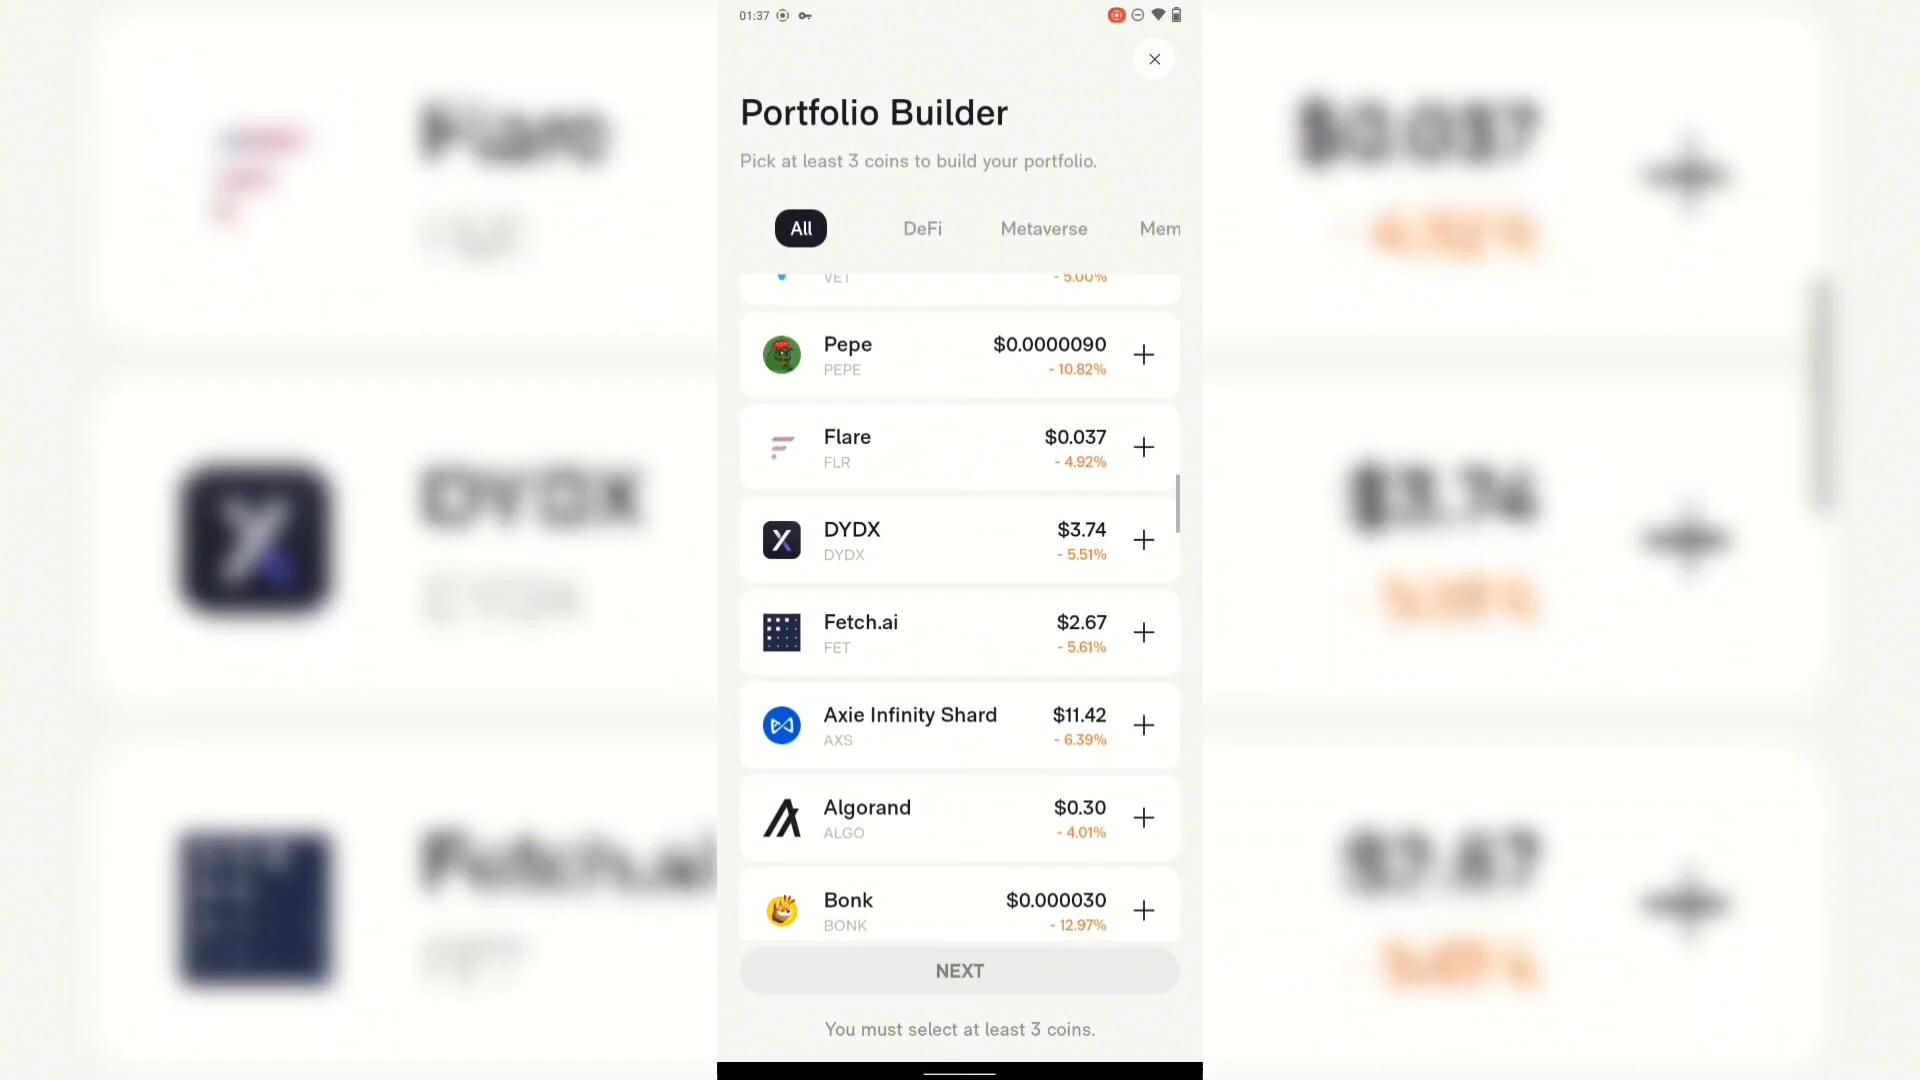 01:37
Portfolio Builder
Pick at least 3 coins to build your portfolio.
All DeFi Metaverse Mem
VET - 5.00%
Pepe $0.0000090
PEPE - 10.82%
Flare $0.037
FLR - 4.92%
DYDX $3.74
DYDX - 5.51%
Fetch.ai $2.67
FET - 5.61%
Axie Infinity Shard $11.42
AXS - 6.39%
Algorand $0.30
ALGO - 4.01%
Bonk $0.000030
BONK - 12.97%
NEXT
You must select at least 3 coins.